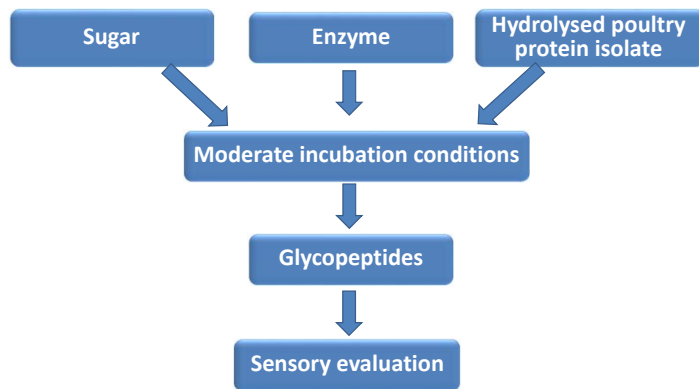 Sugar
Enzyme
Hydrolysed poultry
protein isolate
Moderate incubation conditions
Glycopeptides
Sensory evaluation